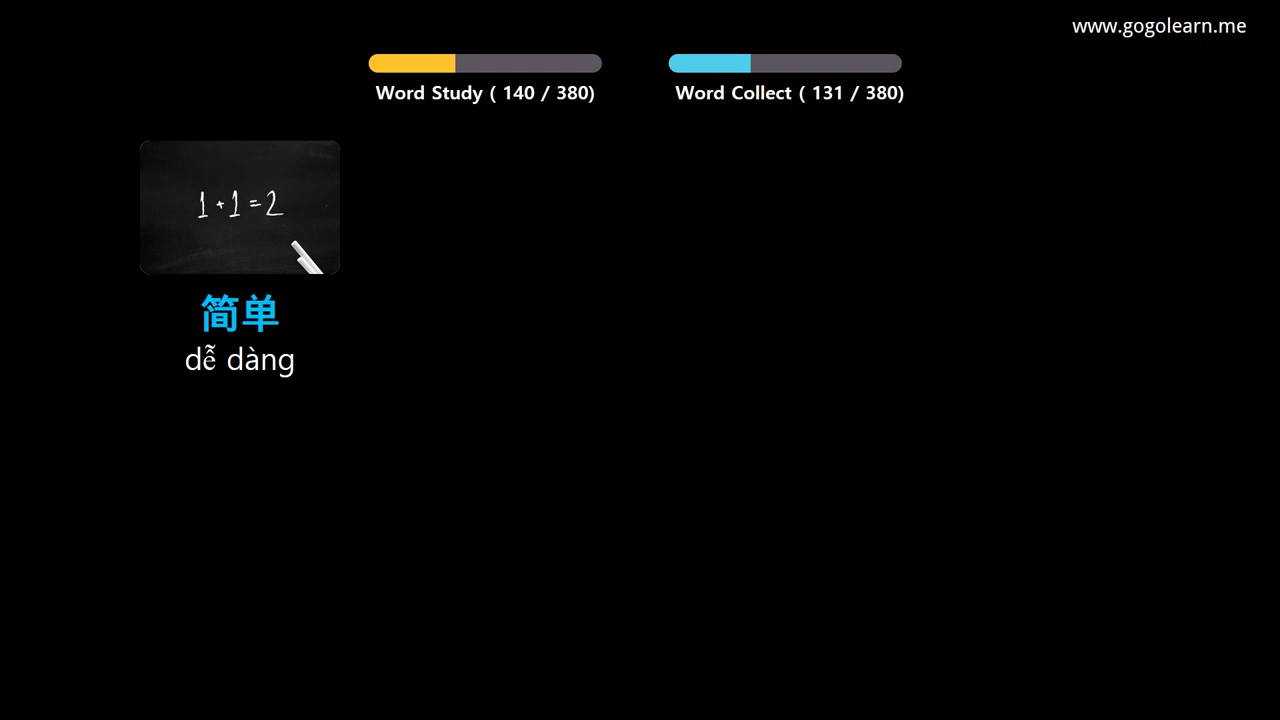 www.gogolearn.me
Word Study ( 140 / 380)
Word Collect ( 131 / 380)
1 + 1 = 2
简单
dễ dàng